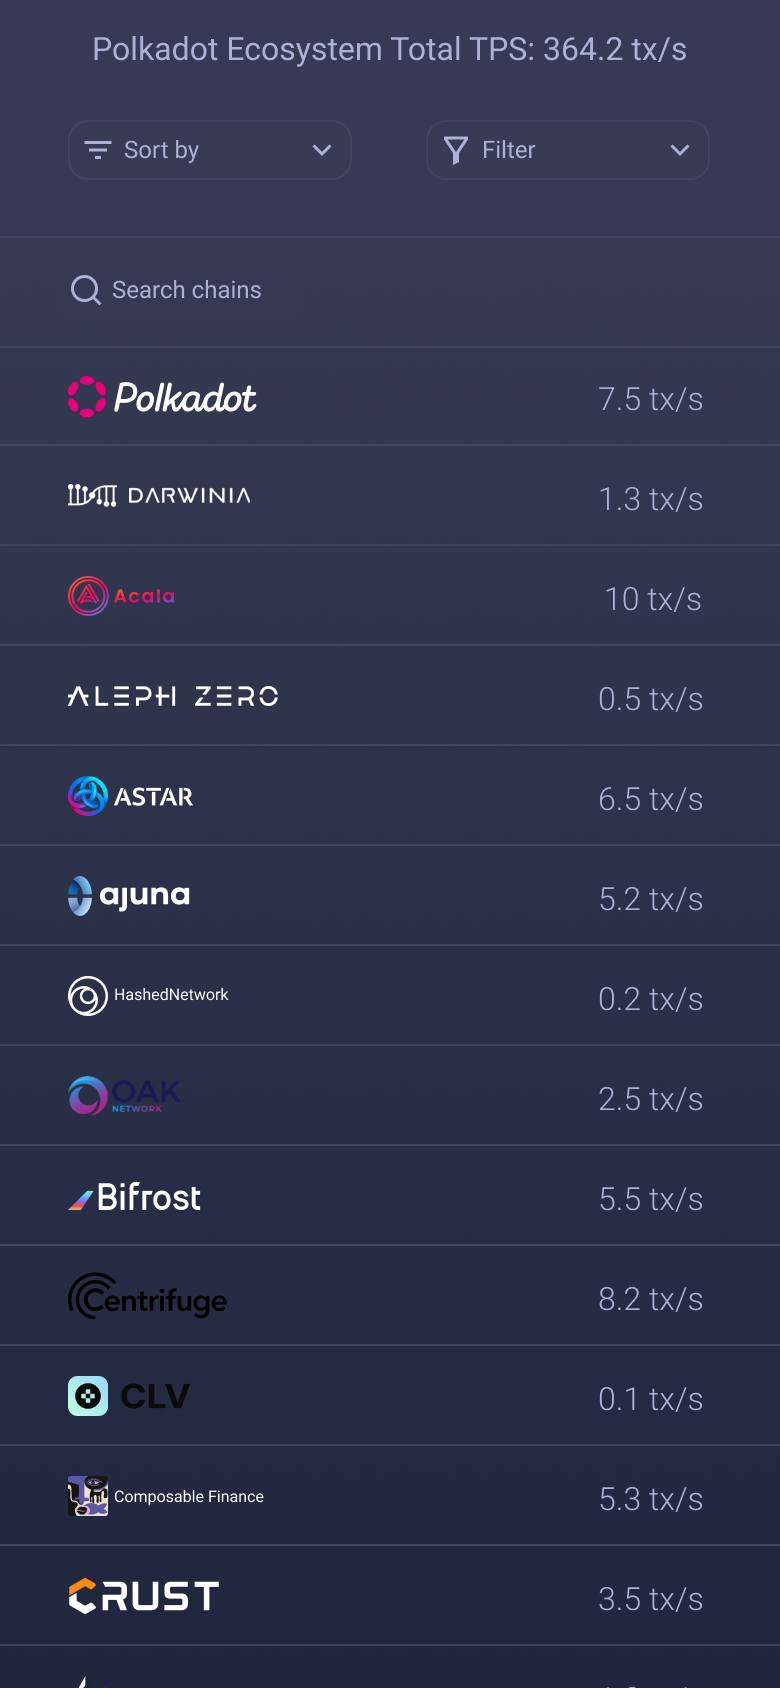 Polkadot Ecosystem Total TPS: 364.2 tx/s
Sort by
Filter
Search chains
Polkadot 7.5 tx/s
DARWINIA 1.3 tx/s
Acala 10 tx/s
ALEPH ZERO 0.5 tx/s
ASTAR 6.5 tx/s
ajuna 5.2 tx/s
HashedNetwork 0.2 tx/s
OAK NETWORK 2.5 tx/s
Bifrost 5.5 tx/s
Centrifuge 8.2 tx/s
CLV 0.1 tx/s
Composable Finance 5.3 tx/s
CRUST 3.5 tx/s